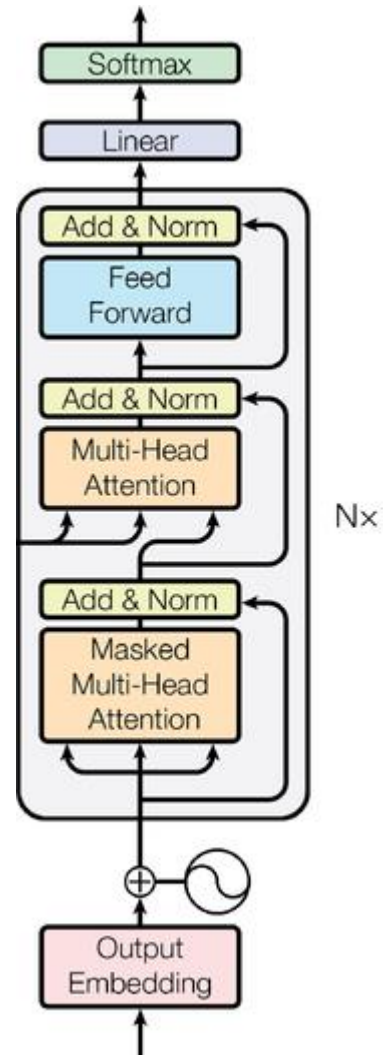 Softmax
Linear
Add & Norm
Feed
Forward
Add & Norm
Multi-Head
Attention
N×
Add & Norm
Masked
Multi-Head
Attention
Output
Embedding